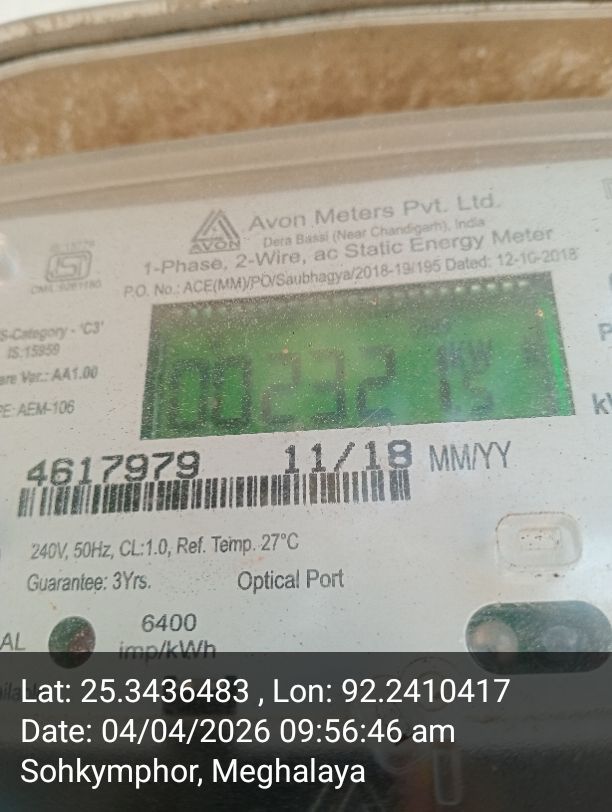 Avon Meters Pvt. Ltd.
AVON
Dera Bassi (Near Chandigarh), India
1-Phase, 2-Wire, ac Static Energy Meter
P.O. No.: ACE(MM)/PO/Saubhagya/2018-19/195 Dated: 12-10-2018
S-Category - 'C3'
IS:15959
are Ver.: AA1.00
PE: AEM-106
4617979 11/18 MM/YY
240V, 50Hz, CL:1.0, Ref. Temp. 27°C
Guarantee: 3Yrs. Optical Port
6400
imp/kWh
Lat: 25.3436483 , Lon: 92.2410417
Date: 04/04/2026 09:56:46 am
Sohkymphor, Meghalaya